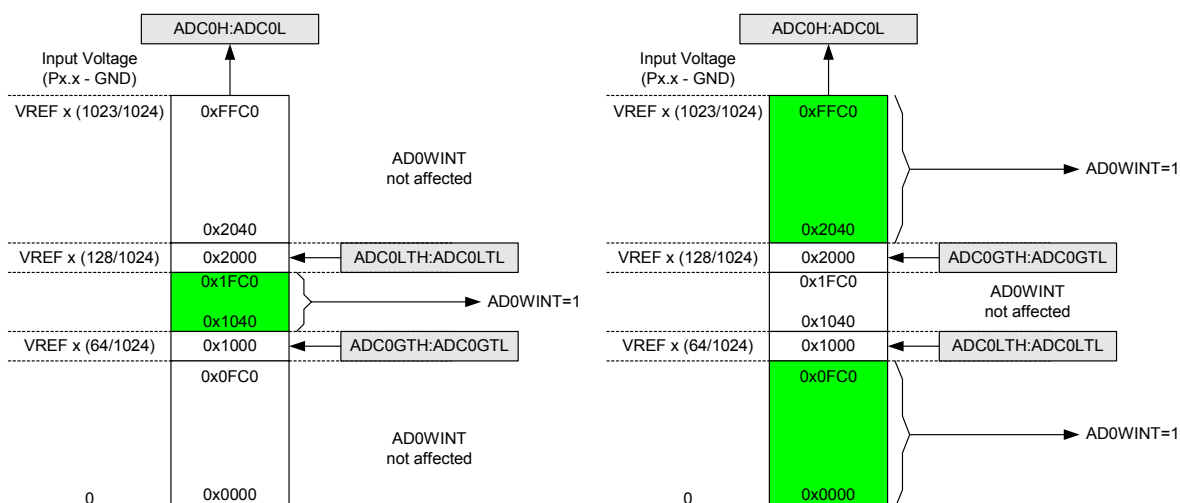 ADC0H:ADC0L
Input Voltage
(Px.x - GND)
VREF x (1023/1024)
0xFFC0
AD0WINT
not affected
0x2040
VREF x (128/1024)
0x2000
ADC0LTH:ADC0LTL
0x1FC0
AD0WINT=1
0x1040
VREF x (64/1024)
0x1000
ADC0GTH:ADC0GTL
0x0FC0
AD0WINT
not affected
0
0x0000
ADC0H:ADC0L
Input Voltage
(Px.x - GND)
VREF x (1023/1024)
0xFFC0
AD0WINT=1
0x2040
VREF x (128/1024)
0x2000
ADC0GTH:ADC0GTL
0x1FC0
AD0WINT
not affected
0x1040
VREF x (64/1024)
0x1000
ADC0LTH:ADC0LTL
0x0FC0
AD0WINT=1
0
0x0000